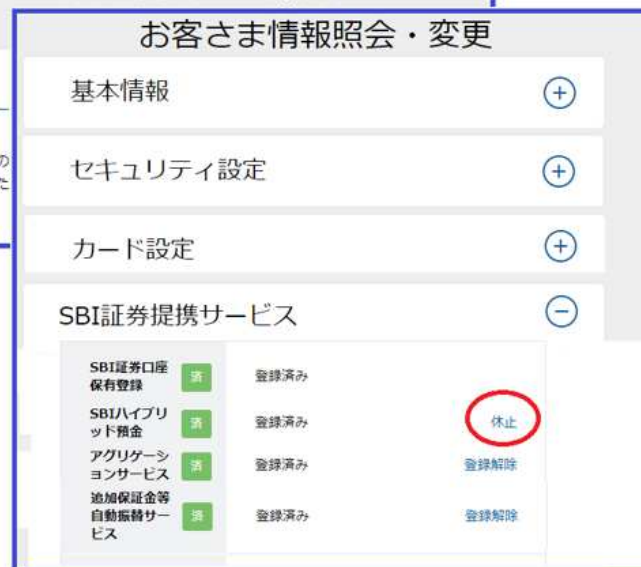 お客さま情報照会・変更
基本情報
の
セキュリティ設定
た
カード設定
SBI証券提携サービス
SBI証券口座
保有登録
済
登録済み
SBIハイブリ
ッド預金
済
登録済み
休止
アグリゲーシ
ョンサービス
済
登録済み
登録解除
追加保証金等
自動振替サー
ビス
済
登録済み
登録解除